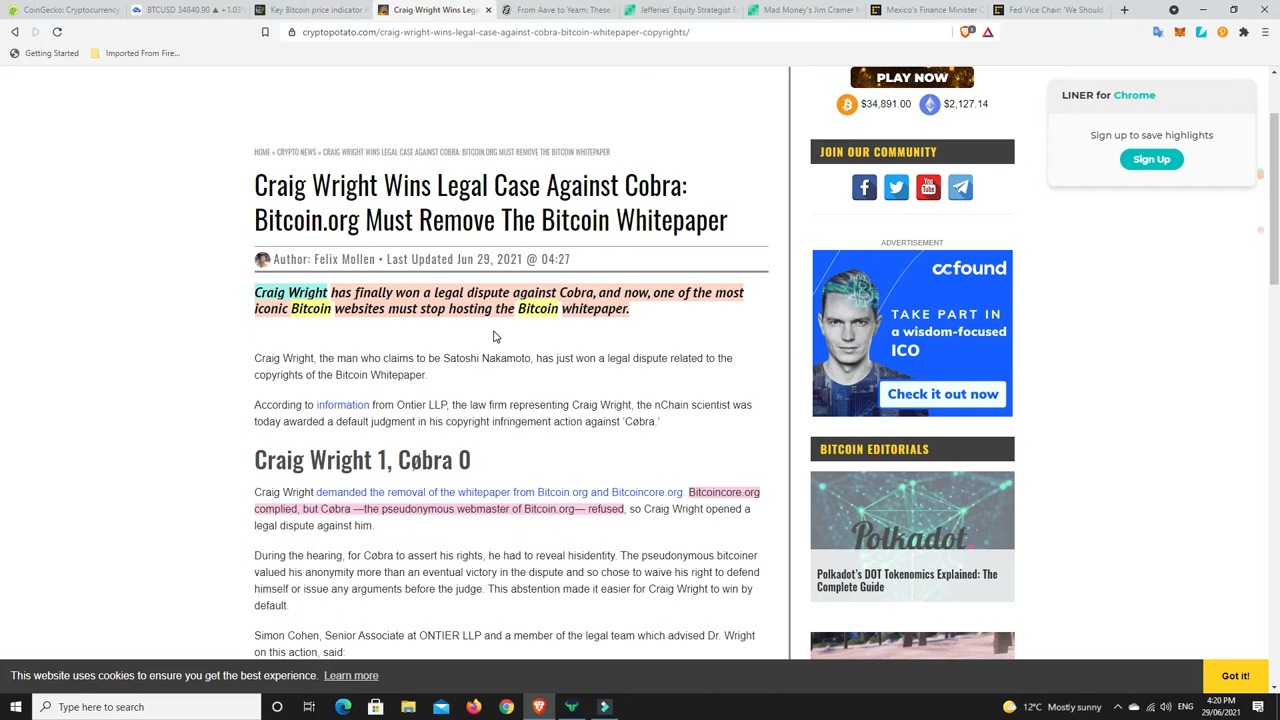 CoinGecko: Cryptocurrency
BTCUSD 34840.90 ▲ +1.03%
Key Bitcoin price indicator
Craig Wright Wins Leg
From Aave to Yearn: These
Jefferies' Equity Strategist E
Mad Money's Jim Cramer
Mexico's Finance Minister
Fed Vice Chair: 'We Should
cryptopotato.com/craig-wright-wins-legal-case-against-cobra-bitcoin-whitepaper-copyrights/
Getting Started
Imported From Fire...
PLAY NOW
$34,891.00
$2,127.14
LINER for Chrome
Sign up to save highlights
Sign Up
HOME » CRYPTO NEWS » CRAIG WRIGHT WINS LEGAL CASE AGAINST COBRA: BITCOIN.ORG MUST REMOVE THE BITCOIN WHITEPAPER
Craig Wright Wins Legal Case Against Cobra:
Bitcoin.org Must Remove The Bitcoin Whitepaper
Author: Felix Mollen • Last Updated Jun 29, 2021 @ 04:27
Craig Wright has finally won a legal dispute against Cobra, and now, one of the most
iconic Bitcoin websites must stop hosting the Bitcoin whitepaper.
Craig Wright, the man who claims to be Satoshi Nakamoto, has just won a legal dispute related to the
copyrights of the Bitcoin Whitepaper.
According to information from Ontier LLP, the law firm representing Craig Wright, the nChain scientist was
today awarded a default judgment in his copyright infringement action against ‘Cøbra.’
Craig Wright 1, Cøbra 0
Craig Wright demanded the removal of the whitepaper from Bitcoin.org and Bitcoincore.org. Bitcoincore.org
complied, but Cøbra —the pseudonymous webmaster of Bitcoin.org— refused, so Craig Wright opened a
legal dispute against him.
During the hearing, for Cøbra to assert his rights, he had to reveal hisidentity. The pseudonymous bitcoiner
valued his anonymity more than an eventual victory in the dispute and so chose to waive his right to defend
himself or issue any arguments before the judge. This abstention made it easier for Craig Wright to win by
default.
Simon Cohen, Senior Associate at ONTIER LLP and a member of the legal team which advised Dr. Wright
on this action, said:
JOIN OUR COMMUNITY
You
Tube
ADVERTISEMENT
ccfound
TAKE PART IN
a wisdom-focused
ICO
Check it out now
BITCOIN EDITORIALS
Polkadot.
Polkadot's DOT Tokenomics Explained: The
Complete Guide
This website uses cookies to ensure you get the best experience. Learn more
Got it!
Type here to search
12°C Mostly sunny
4:20 PM
29/06/2021